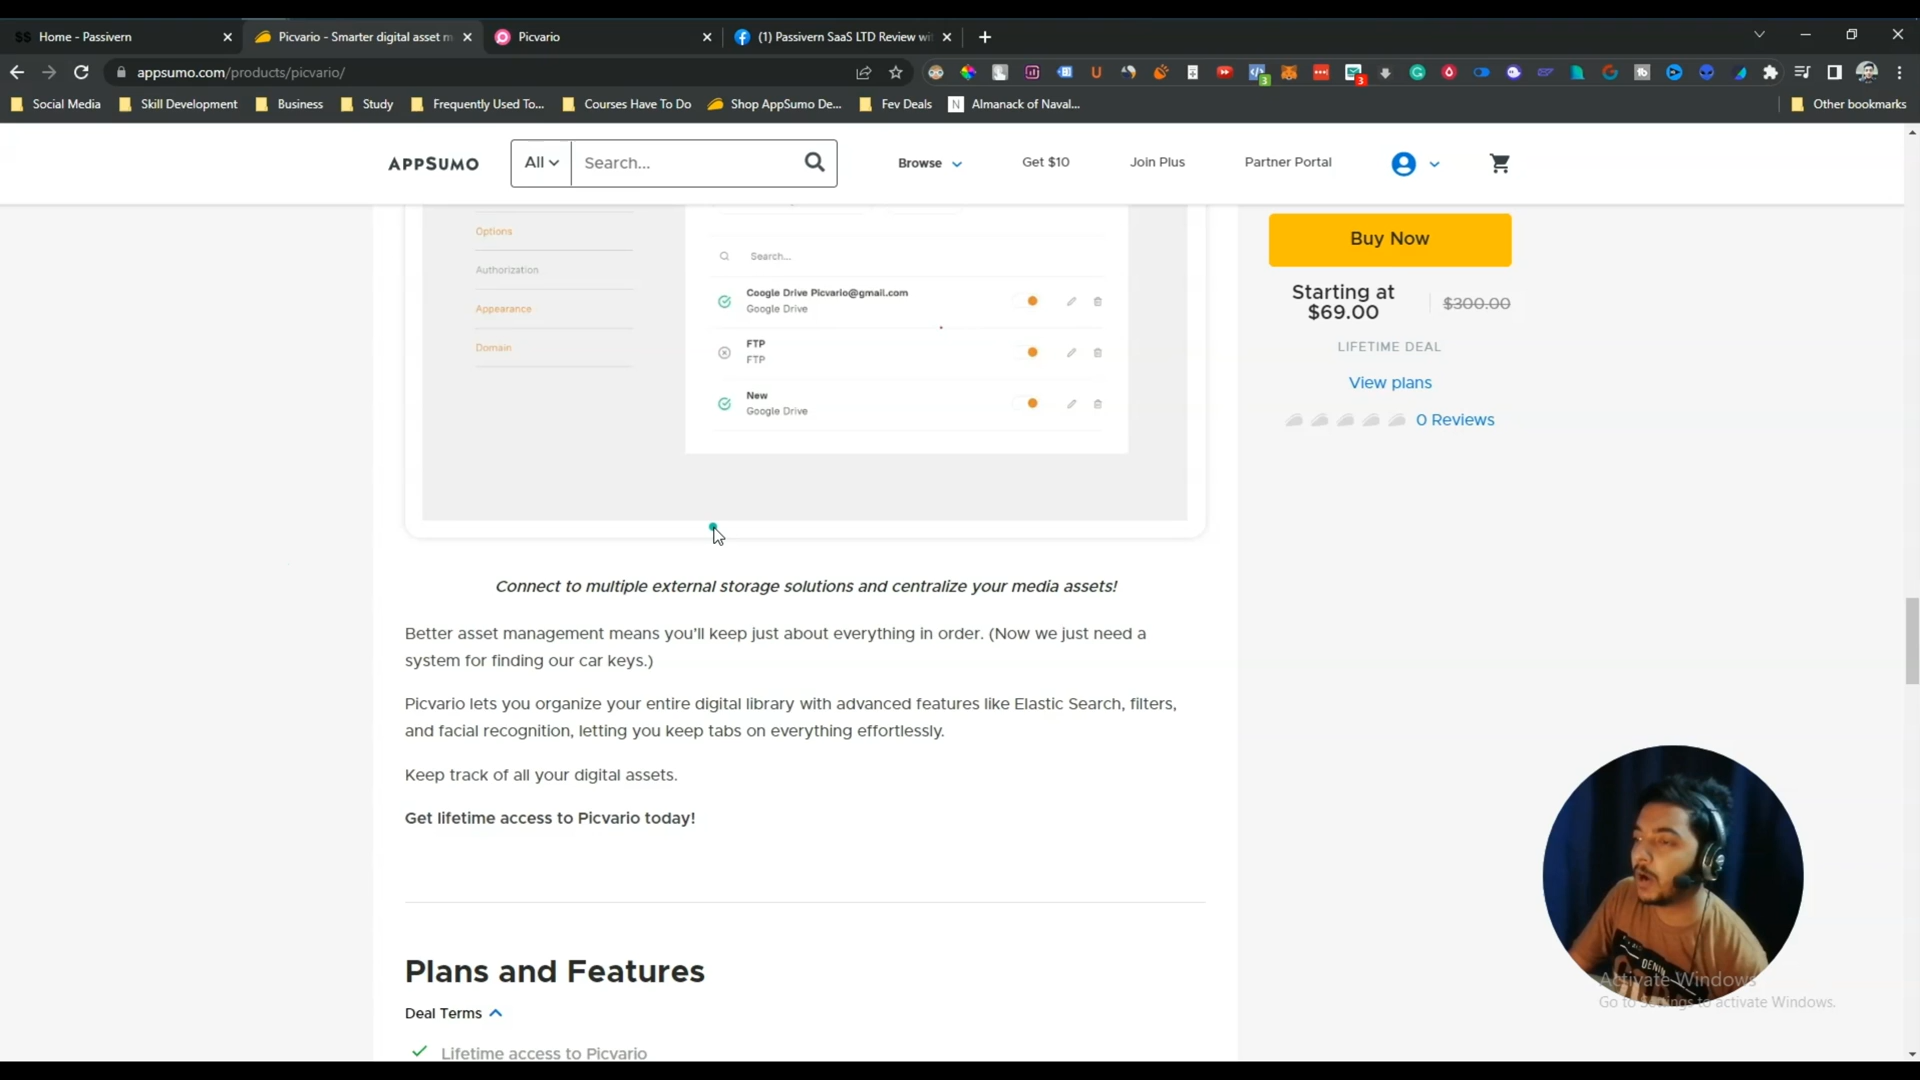 Home - Passivern
Picvario - Smarter digital asset m
Picvario
(1) Passivern SaaS LTD Review wi
appsumo.com/products/picvario/
Social Media
Skill Development
Business
Study
Frequently Used To...
Courses Have To Do
Shop AppSumo De...
Fev Deals
Almanack of Naval...
Other bookmarks
APPSUMO
All
Search...
Browse
Get $10
Join Plus
Partner Portal
Options
Authorization
Appearance
Domain
Search...
Coogle Drive Picvario@gmail.com
Google Drive
FTP
FTP
New
Google Drive
Buy Now
Starting at
$69.00
$300.00
LIFETIME DEAL
View plans
0 Reviews
Connect to multiple external storage solutions and centralize your media assets!
Better asset management means you'll keep just about everything in order. (Now we just need a
system for finding our car keys.)
Picvario lets you organize your entire digital library with advanced features like Elastic Search, filters,
and facial recognition, letting you keep tabs on everything effortlessly.
Keep track of all your digital assets.
Get lifetime access to Picvario today!
Plans and Features
Deal Terms
Lifetime access to Picvario
DENIM
Activate Windows
Go to Settings to activate Windows.